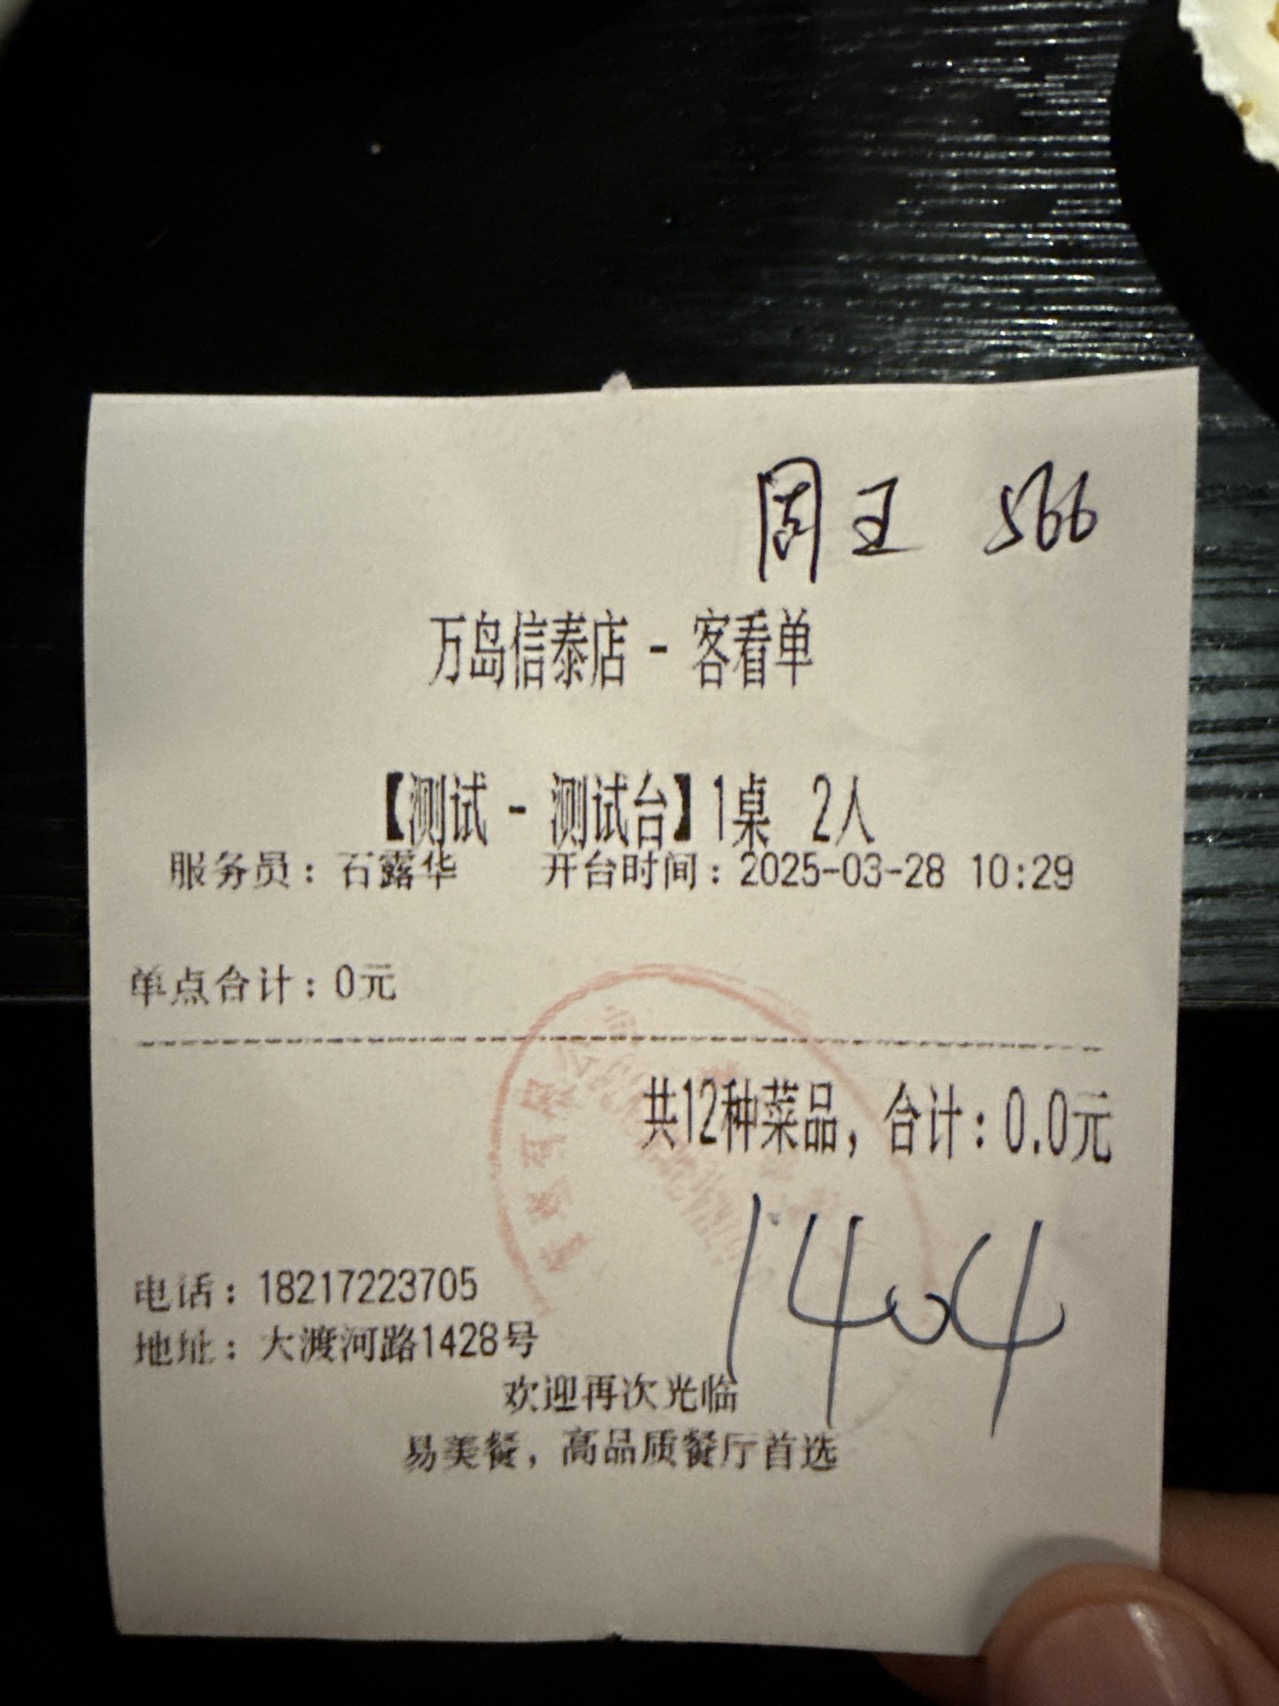 周王 566
万岛信泰店 - 客看单
【测试 - 测试台】1桌 2人
服务员：石露华 开台时间：2025-03-28 10:29
单点合计：0元
共12种菜品，合计：0.0元
1404
电话：18217223705
地址：大渡河路1428号
欢迎再次光临
易美餐，高品质餐厅首选